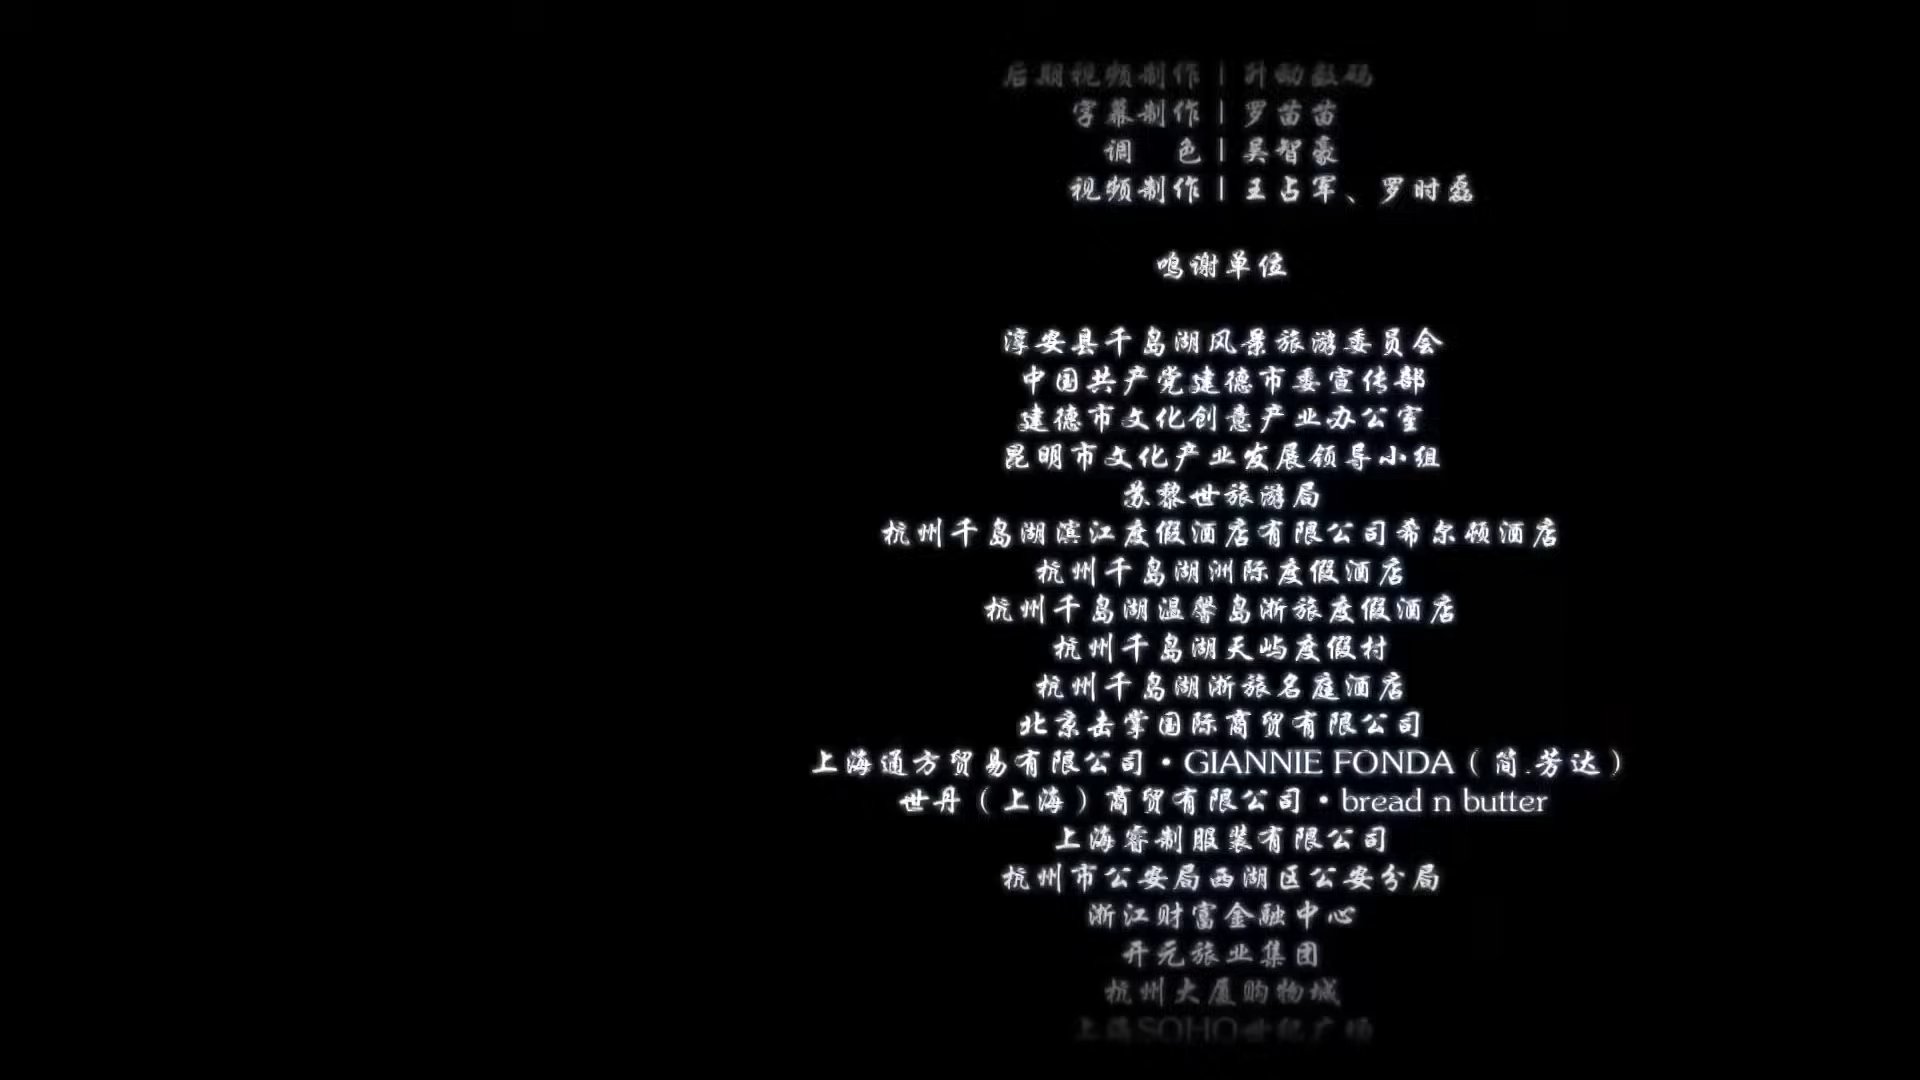 后期视频制作 | 升动数码
字幕制作 | 罗苗苗
调 色 | 吴智豪
视频制作 | 王占军、罗时磊
鸣谢单位
淳安县千岛湖风景旅游委员会
中国共产党建德市委宣传部
建德市文化创意产业办公室
昆明市文化产业发展领导小组
苏黎世旅游局
杭州千岛湖滨江度假酒店有限公司希尔顿酒店
杭州千岛湖洲际度假酒店
杭州千岛湖温馨岛浙旅度假酒店
杭州千岛湖天屿度假村
杭州千岛湖浙旅名庭酒店
北京击掌国际商贸有限公司
上海通方贸易有限公司·GIANNIE FONDA（简.芳达）
世丹（上海）商贸有限公司·bread n butter
上海睿制服装有限公司
杭州市公安局西湖区公安分局
浙江财富金融中心
开元旅业集团
杭州大厦购物城
上海SOHO世纪广场